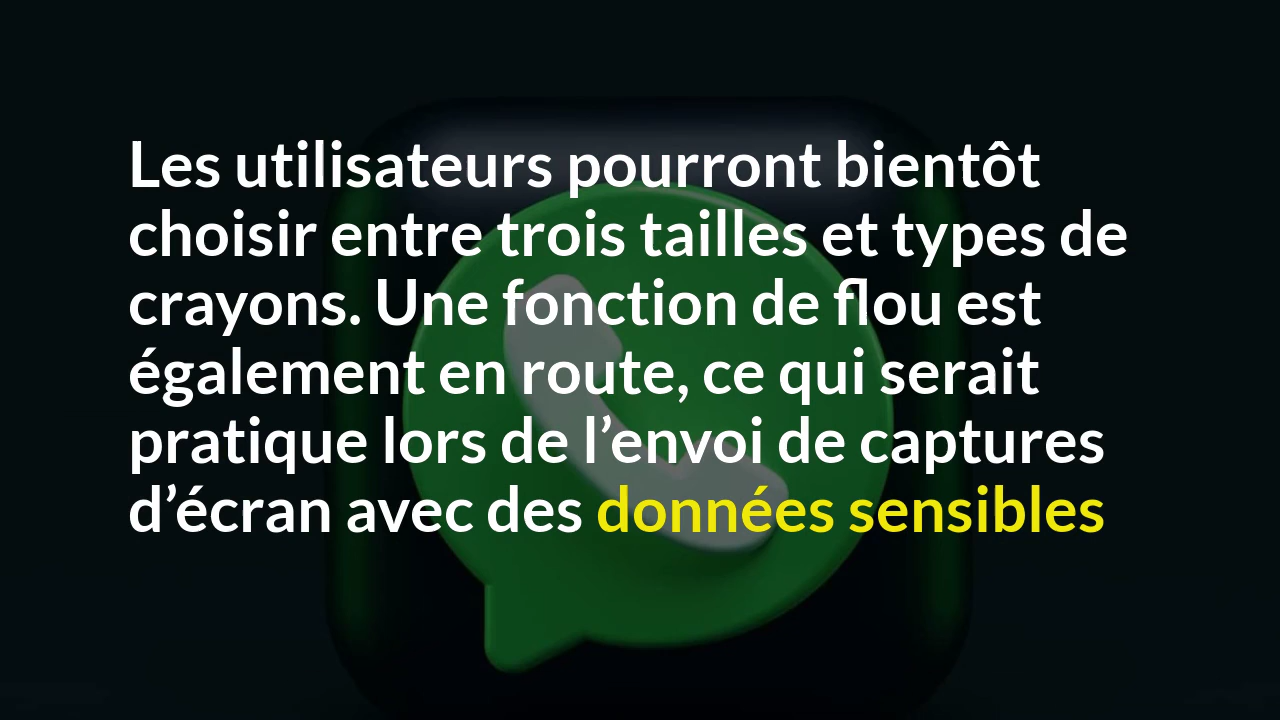 Les utilisateurs pourront bientôt
choisir entre trois tailles et types de
crayons. Une fonction de flou est
également en route, ce qui serait
pratique lors de l’envoi de captures
d’écran avec des données sensibles